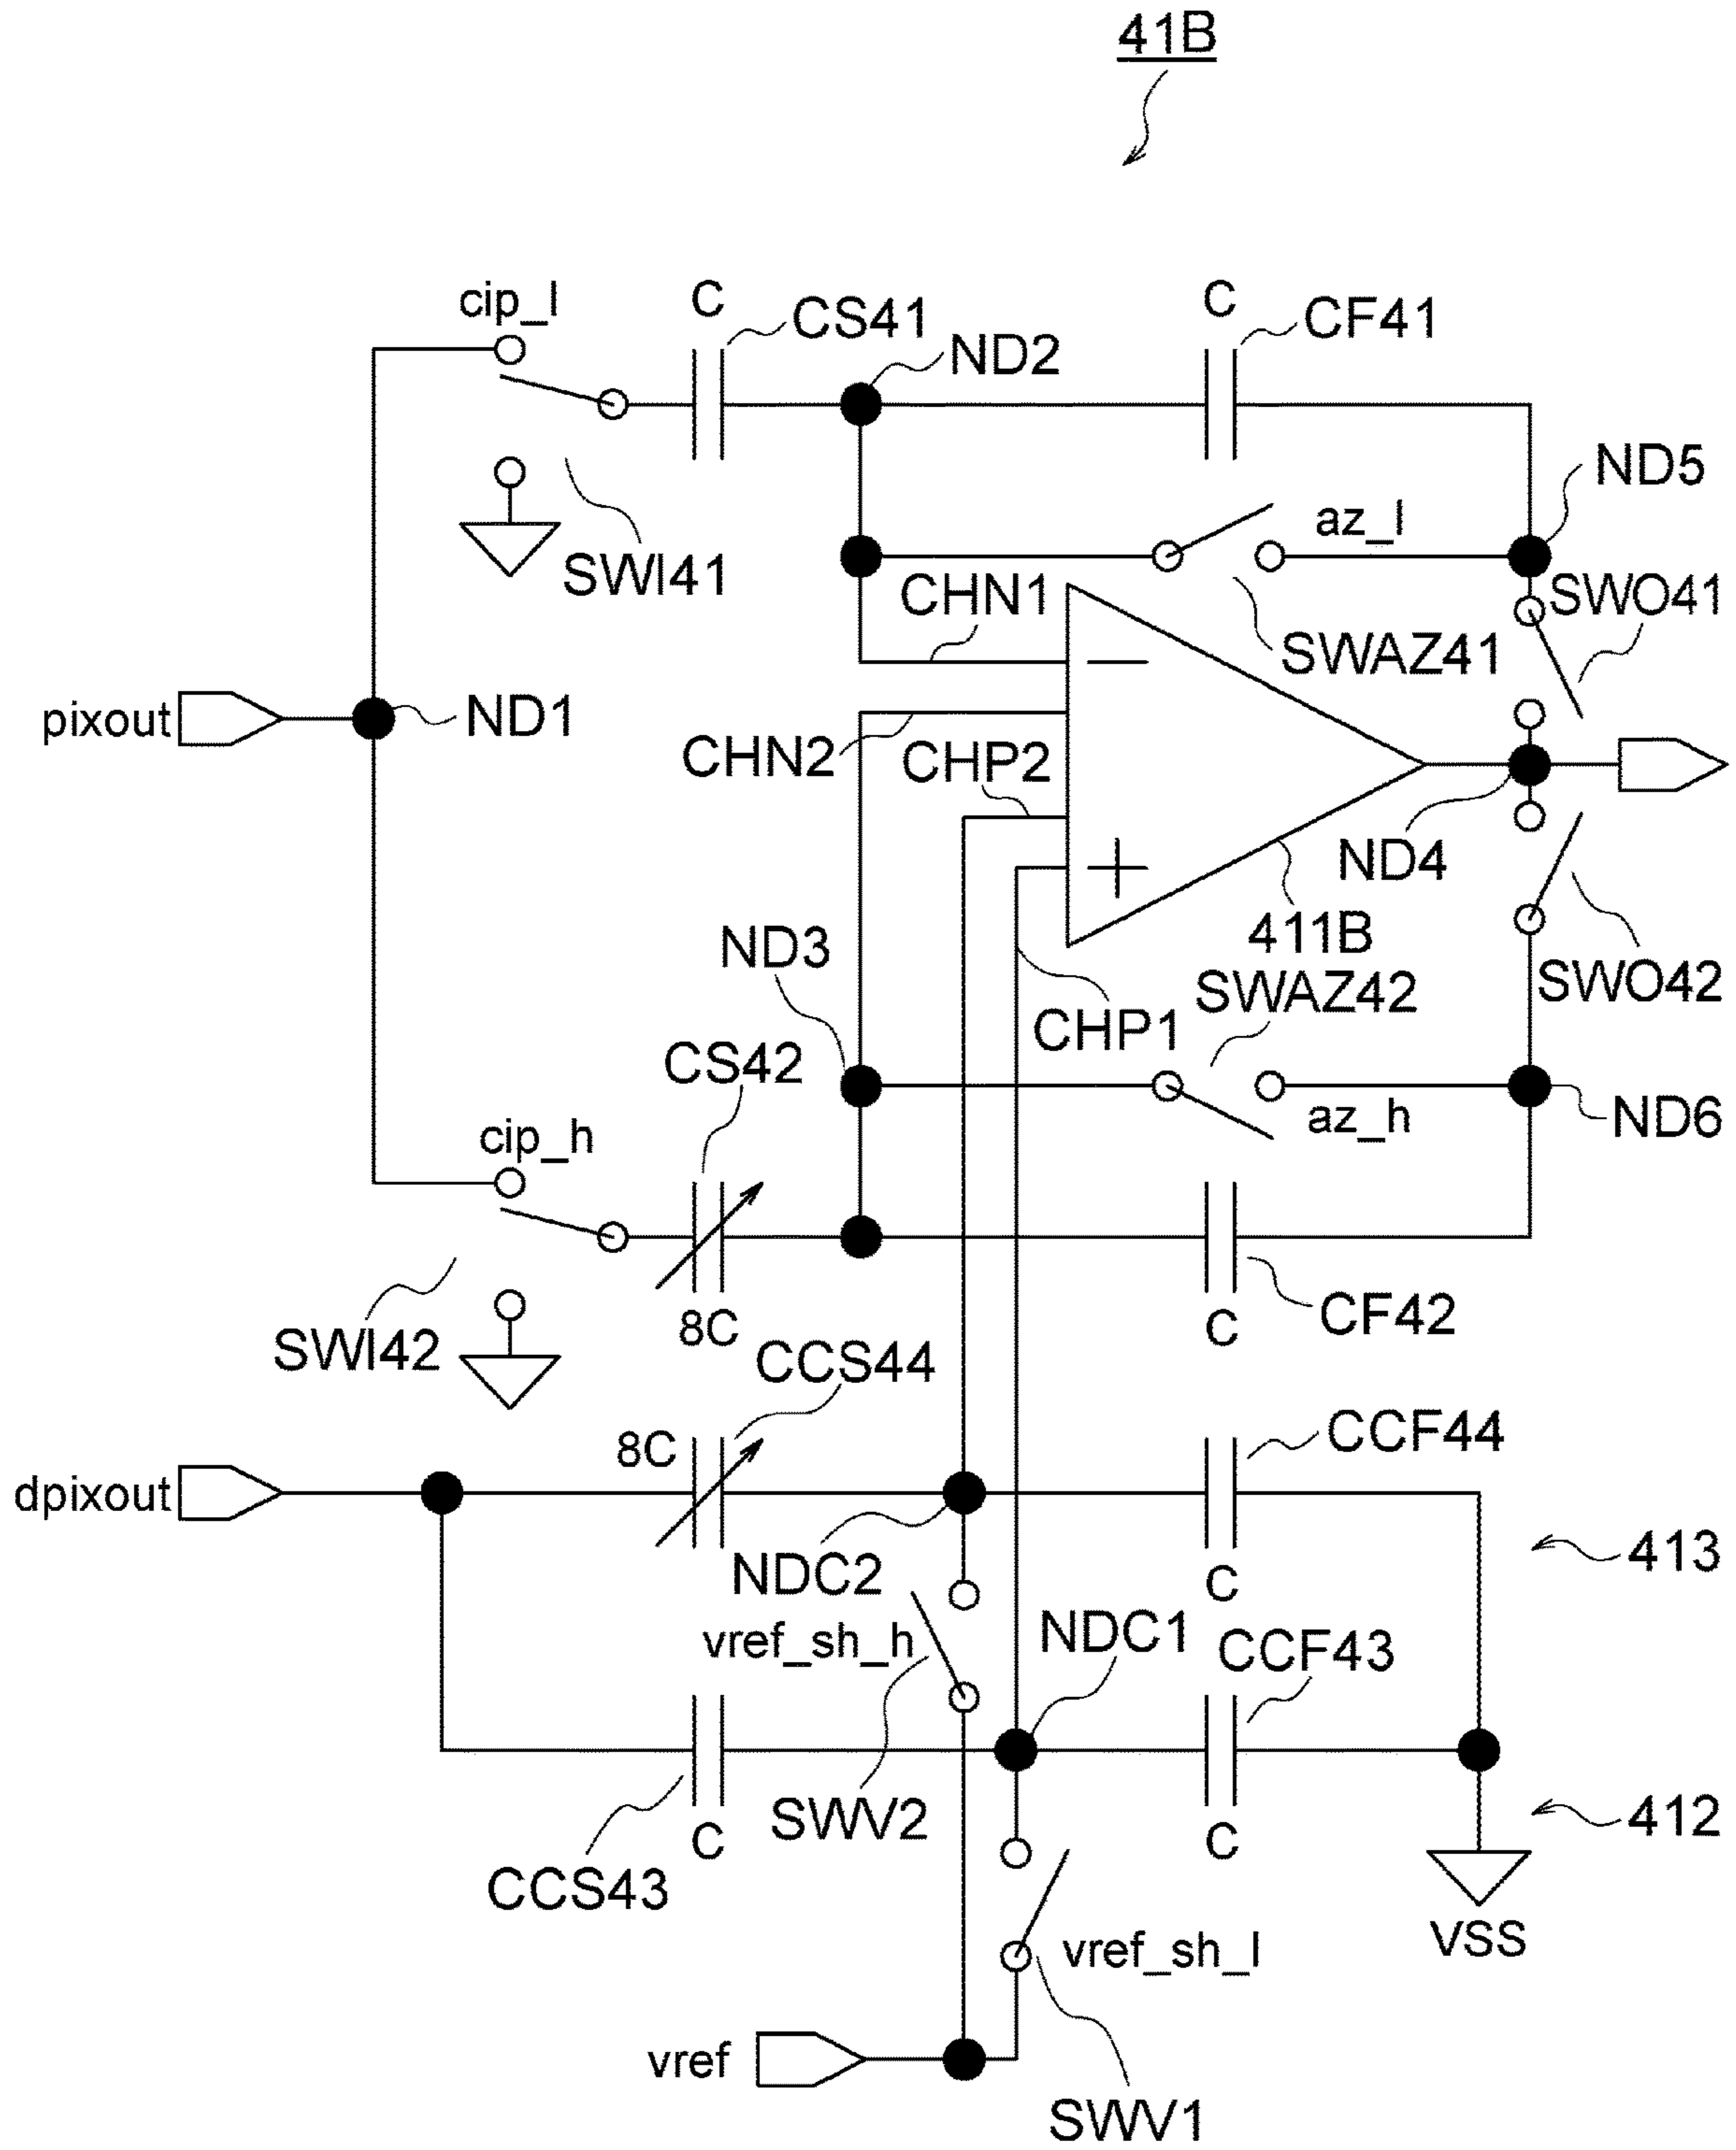 41B
cip_l
C
CS41
ND2
C
CF41
ND5
az_l
SWI41
CHN1
SWO41
SWAZ41
pixout
ND1
CHN2
CHP2
ND4
ND3
411B
SWAZ42
SWO42
CHP1
CS42
cip_h
az_h
ND6
SWI42
8C
C
CF42
CCS44
8C
CCF44
dpixout
NDC2
C
413
vref_sh_h
NDC1
CCF43
SWV2
C
C
412
CCS43
VSS
vref_sh_l
vref
SWV1